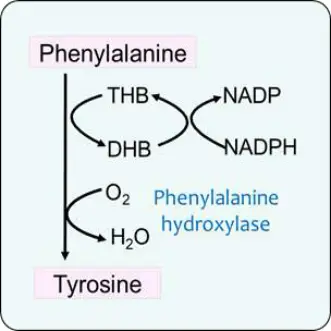 Phenylalanine
THB
NADP
DHB
NADPH
O₂
Phenylalanine
hydroxylase
H₂O
Tyrosine